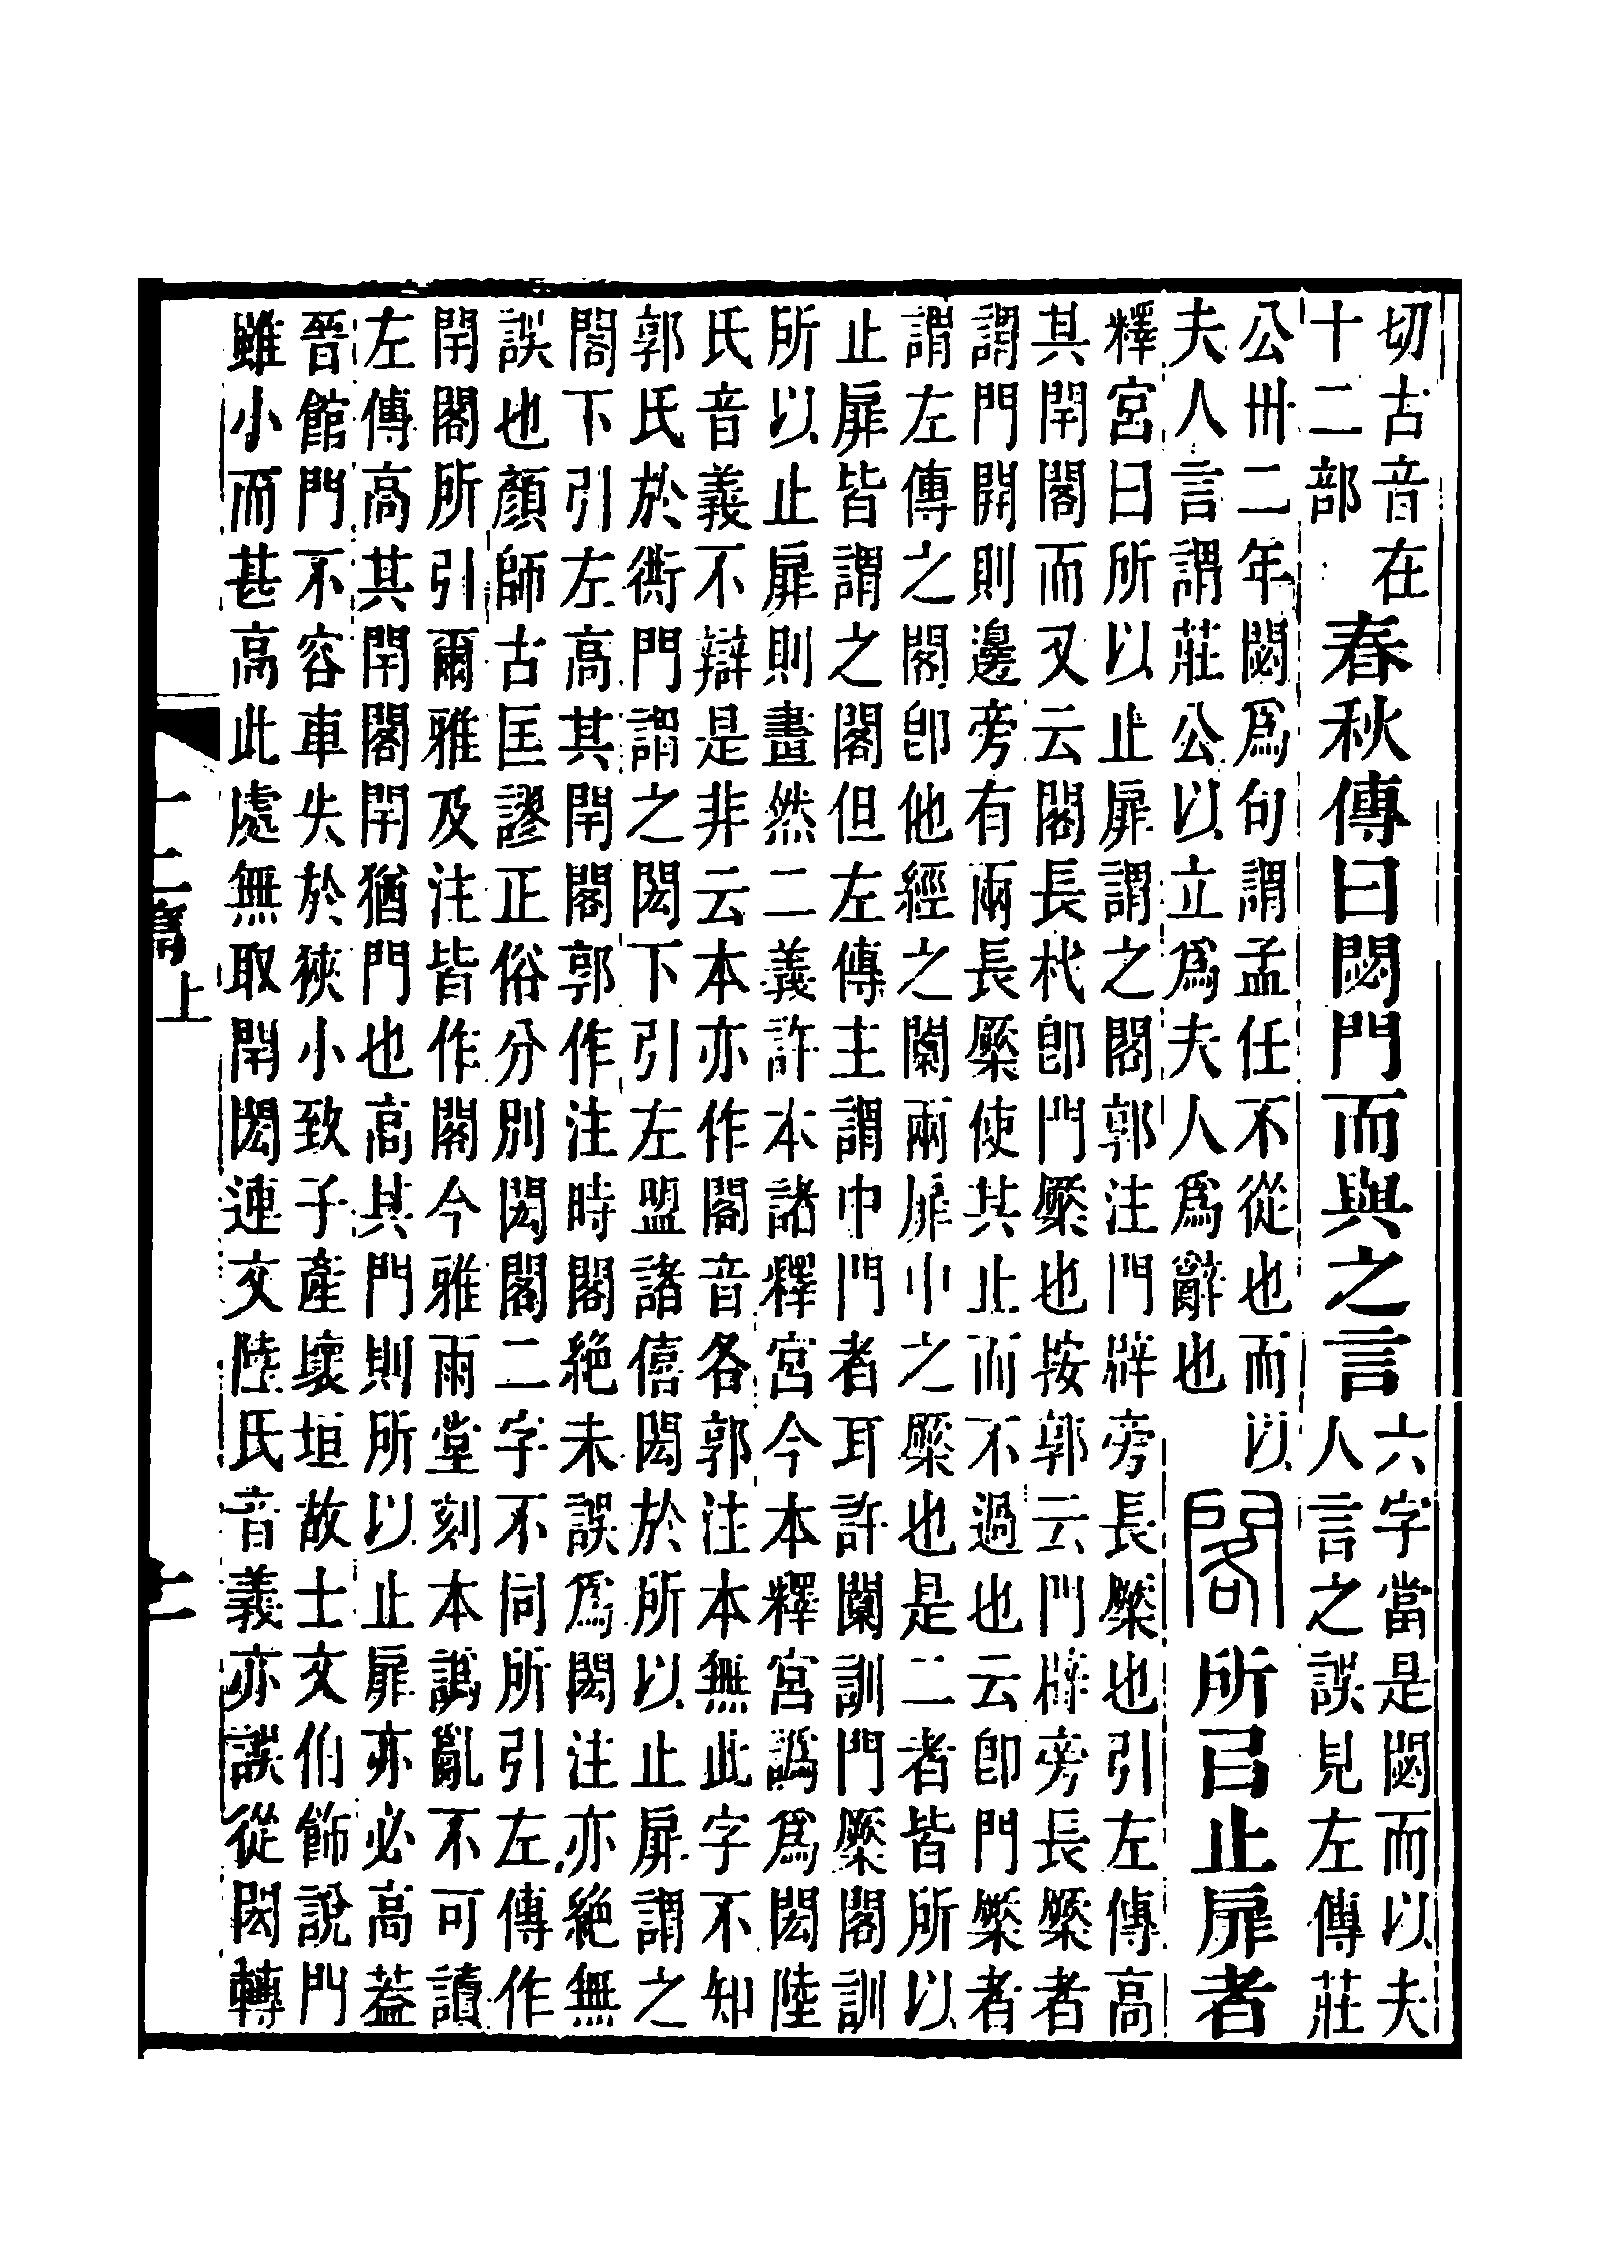 切古音在
十二部
春秋傳曰閟門而與之言
六字當是閟而以夫
人言之誤見左傳莊
公卅二年閟爲句謂孟任不從也而以
夫人言謂莊公以立爲夫人爲辭也
閣所㠯止扉者
釋宮曰所以止扉謂之閣郭注門辟旁長橜也引左傳高
其閈閣而又云閣長杙卽門橜也按郭云門辟旁長橜者
謂門開則邊旁有兩長橜使其止而不過也云卽門橜者
謂左傳之閣卽他經之闑兩扉中之橜也是二者皆所以
止扉皆謂之閣但左傳主謂中門者耳許闑訓門橜閣訓
所以止扉則畫然二義許本諸釋宮今本釋宮譌爲閎陸
氏音義不辯是非云本亦作閣音各郭注本無此字不知
郭氏於衖門謂之閎下引左盟諸僖閎於所以止扉謂之
閣下引左高其閈閣郭作注時閣絕未誤爲閎注亦絕無
誤也顏師古匡謬正俗分別閎閣二字不同所引左傳作
閈閣所引爾雅及注皆作閣今雅雨堂刻本譌亂不可讀
左傳高其閈閣閈猶門也高其門則所以止扉亦必高葢
晉館門不容車失於狹小致子產壞垣故士文伯飾說門
雖小而甚高此處無取閈閎連文陸氏音義亦誤從閎轉
十二篇上